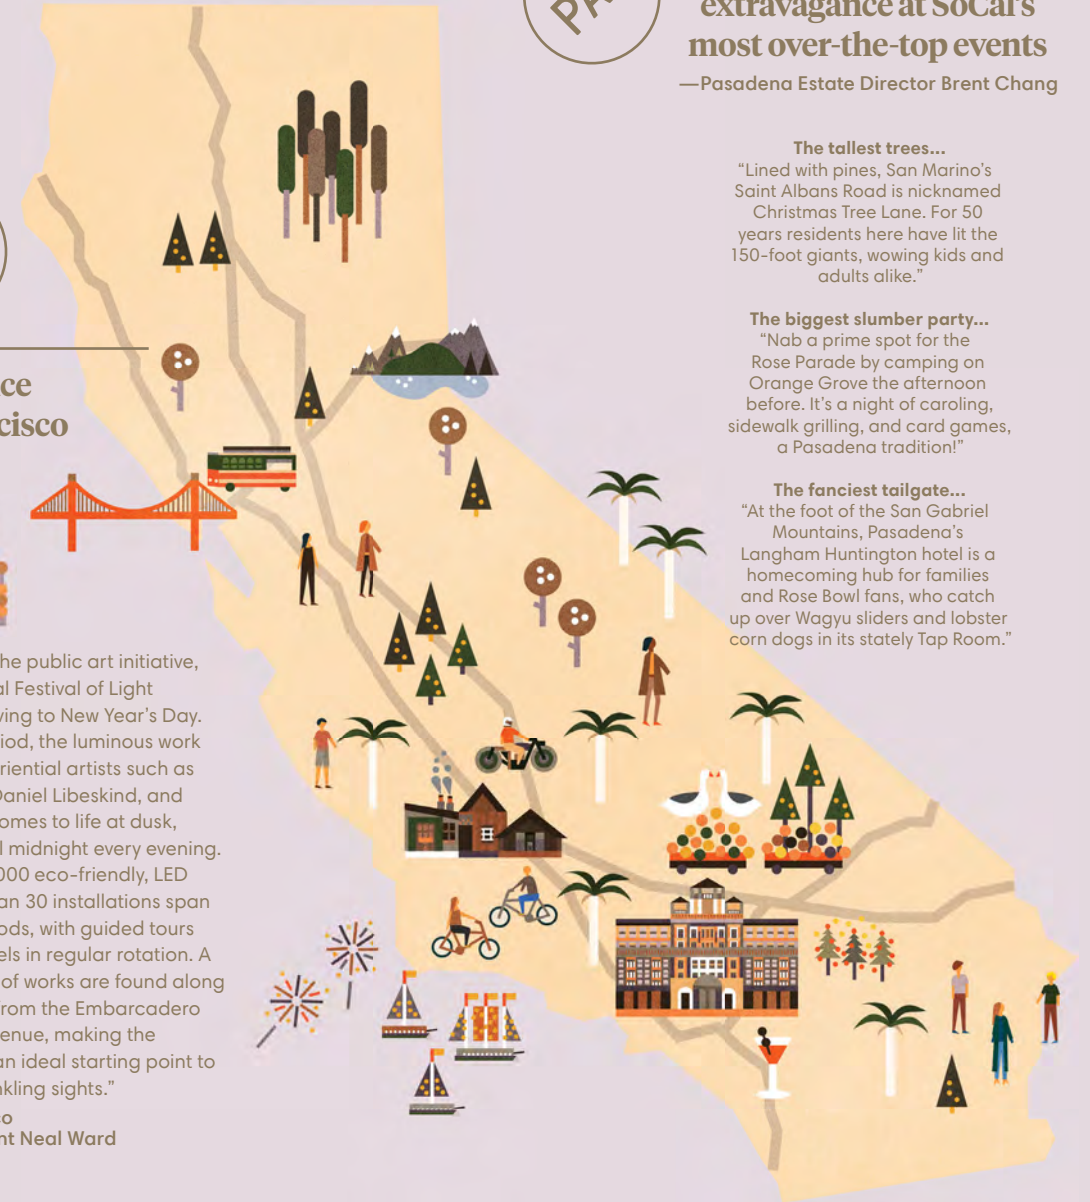 PA
extravagance at SoCal's
most over-the-top events
—Pasadena Estate Director Brent Chang
The tallest trees...
“Lined with pines, San Marino’s
Saint Albans Road is nicknamed
Christmas Tree Lane. For 50
years residents here have lit the
150-foot giants, wowing kids and
adults alike.”
The biggest slumber party...
“Nab a prime spot for the
Rose Parade by camping on
Orange Grove the afternoon
before. It’s a night of caroling,
sidewalk grilling, and card games,
a Pasadena tradition!”
The fanciest tailgate...
“At the foot of the San Gabriel
Mountains, Pasadena’s
Langham Huntington hotel is a
homecoming hub for families
and Rose Bowl fans, who catch
up over Wagyu sliders and lobster
corn dogs in its stately Tap Room.”
ce
cisco
he public art initiative,
al Festival of Light
ving to New Year’s Day.
riod, the luminous work
riential artists such as
Daniel Libeskind, and
omes to life at dusk,
l midnight every evening.
000 eco-friendly, LED
an 30 installations span
ods, with guided tours
els in regular rotation. A
of works are found along
from the Embarcadero
enue, making the
an ideal starting point to
nkling sights.”
co
nt Neal Ward